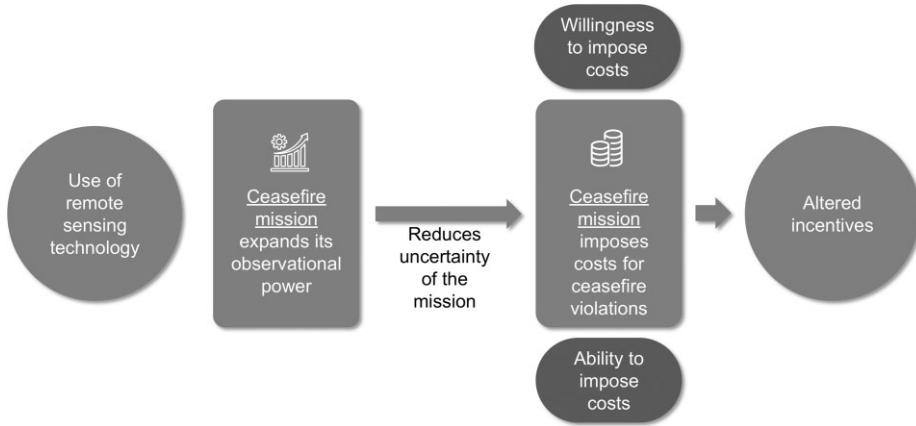 Use of
remote
sensing
technology
Ceasefire
mission
expands its
observational
power
Reduces
uncertainty
of the
mission
Willingness
to impose
costs
Ceasefire
mission
imposes
costs for
ceasefire
violations
Ability to
impose
costs
Altered
incentives